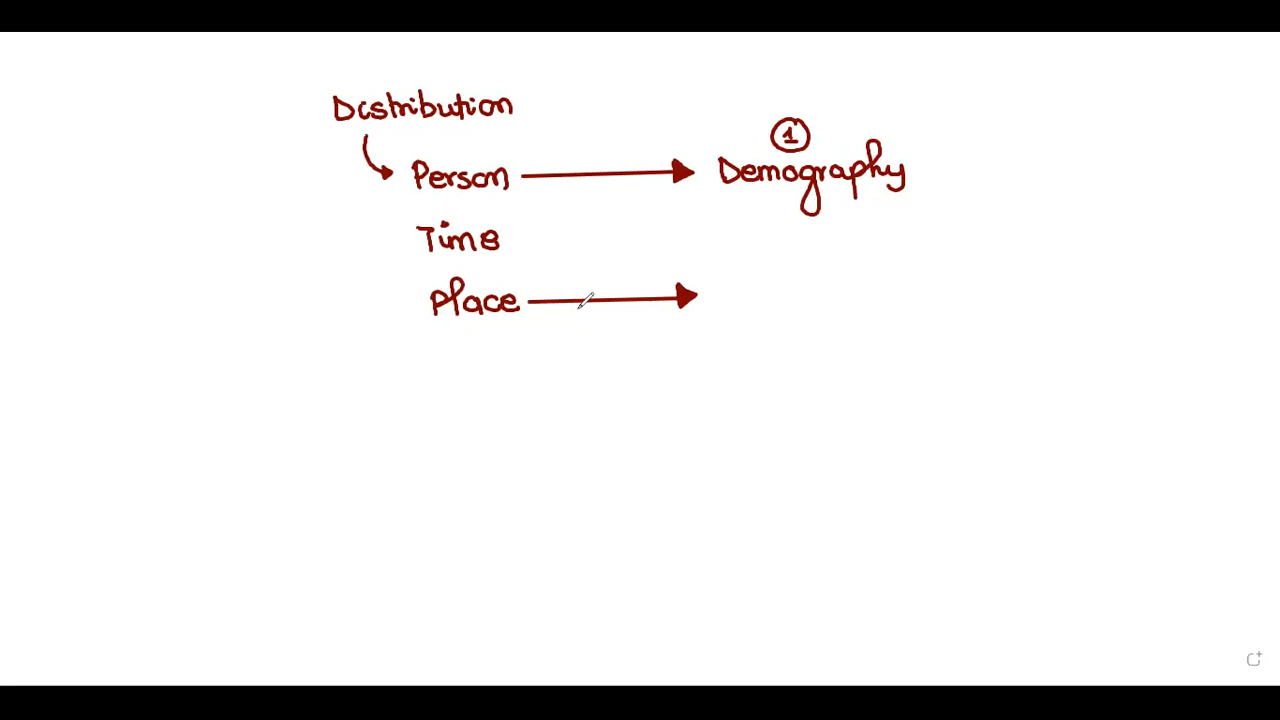 Distribution
1
Person → Demography
Time
Place →